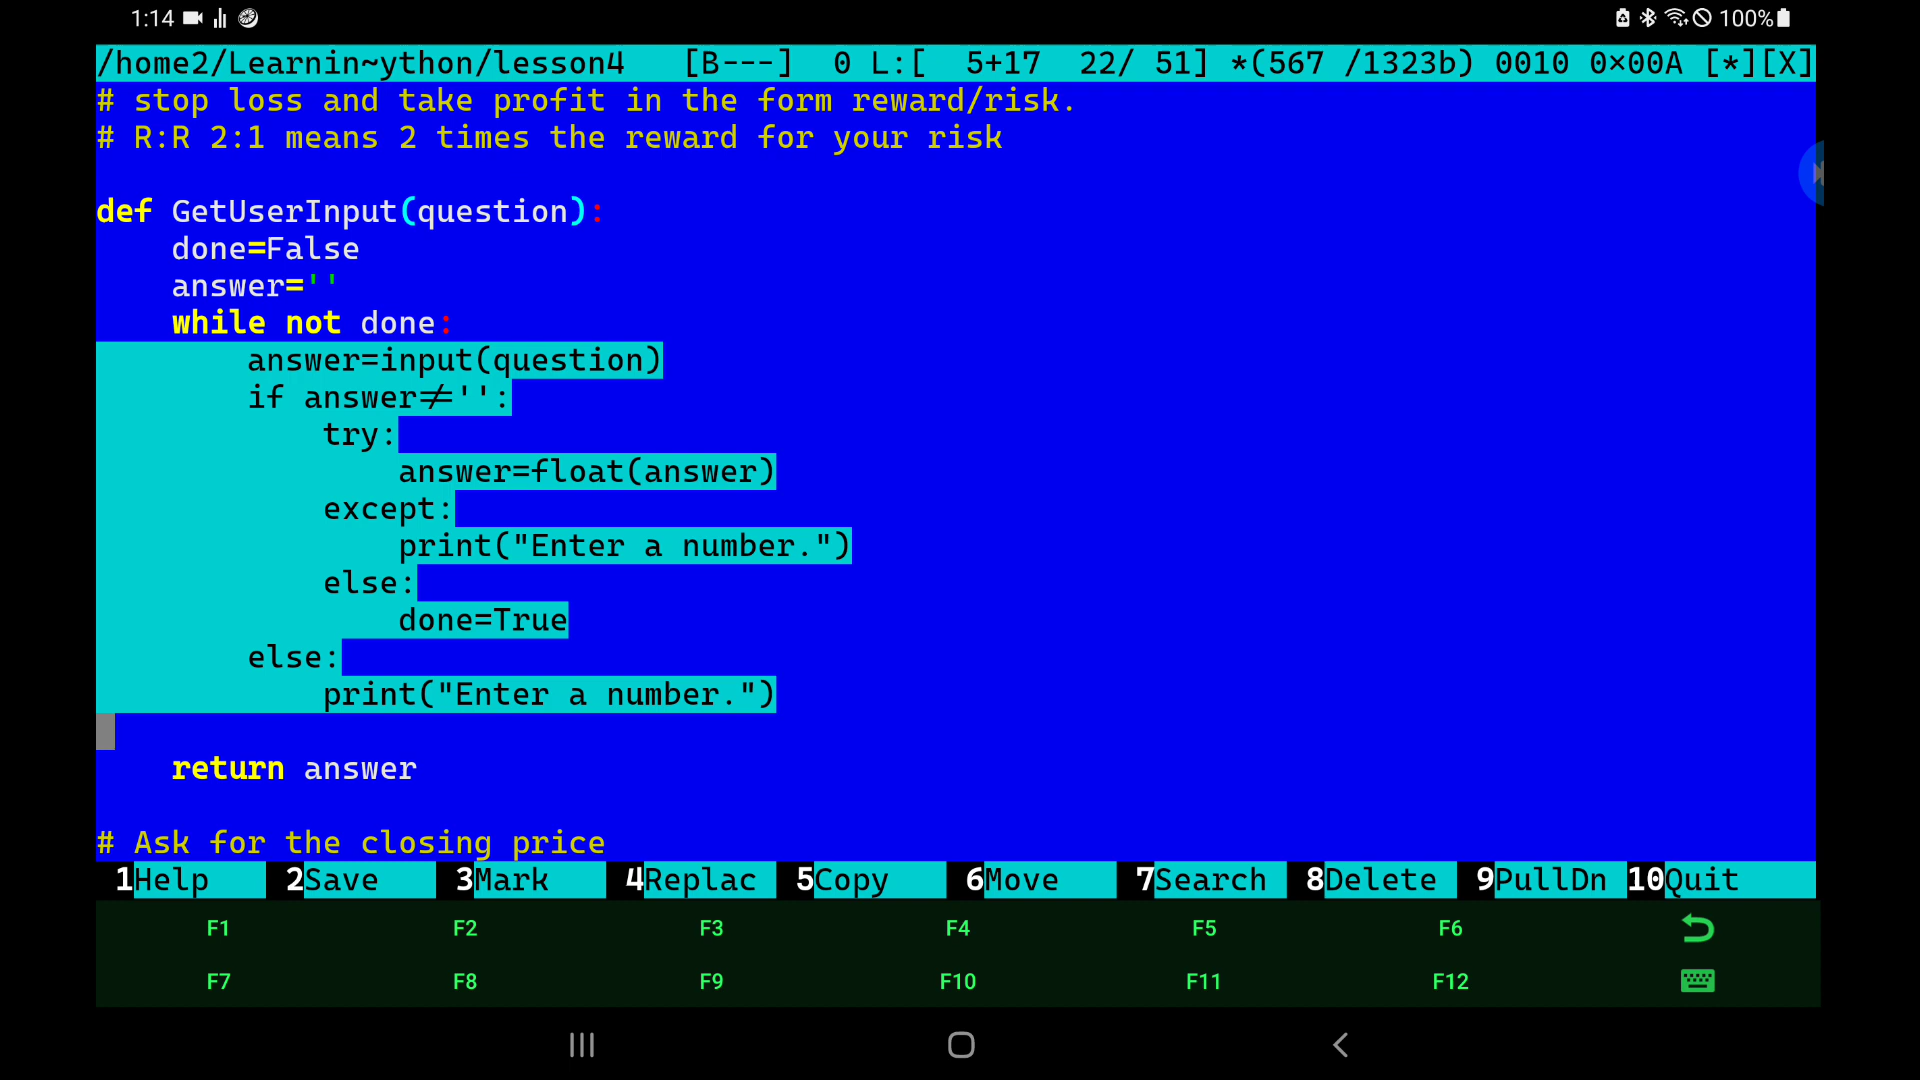 1:14 100%
/home2/Learnin~ython/lesson4 [B---] 0 L:[ 5+17 22/ 51] *(567 /1323b) 0010 0×00A [*][X]
# stop loss and take profit in the form reward/risk.
# R:R 2:1 means 2 times the reward for your risk
def GetUserInput(question):
    done=False
    answer=''
    while not done:
        answer=input(question)
        if answer≠'':
            try:
                answer=float(answer)
            except:
                print("Enter a number.")
            else:
                done=True
        else:
            print("Enter a number.")
    return answer
# Ask for the closing price
1Help 2Save 3Mark 4Replac 5Copy 6Move 7Search 8Delete 9PullDn 10Quit
F1 F2 F3 F4 F5 F6
F7 F8 F9 F10 F11 F12